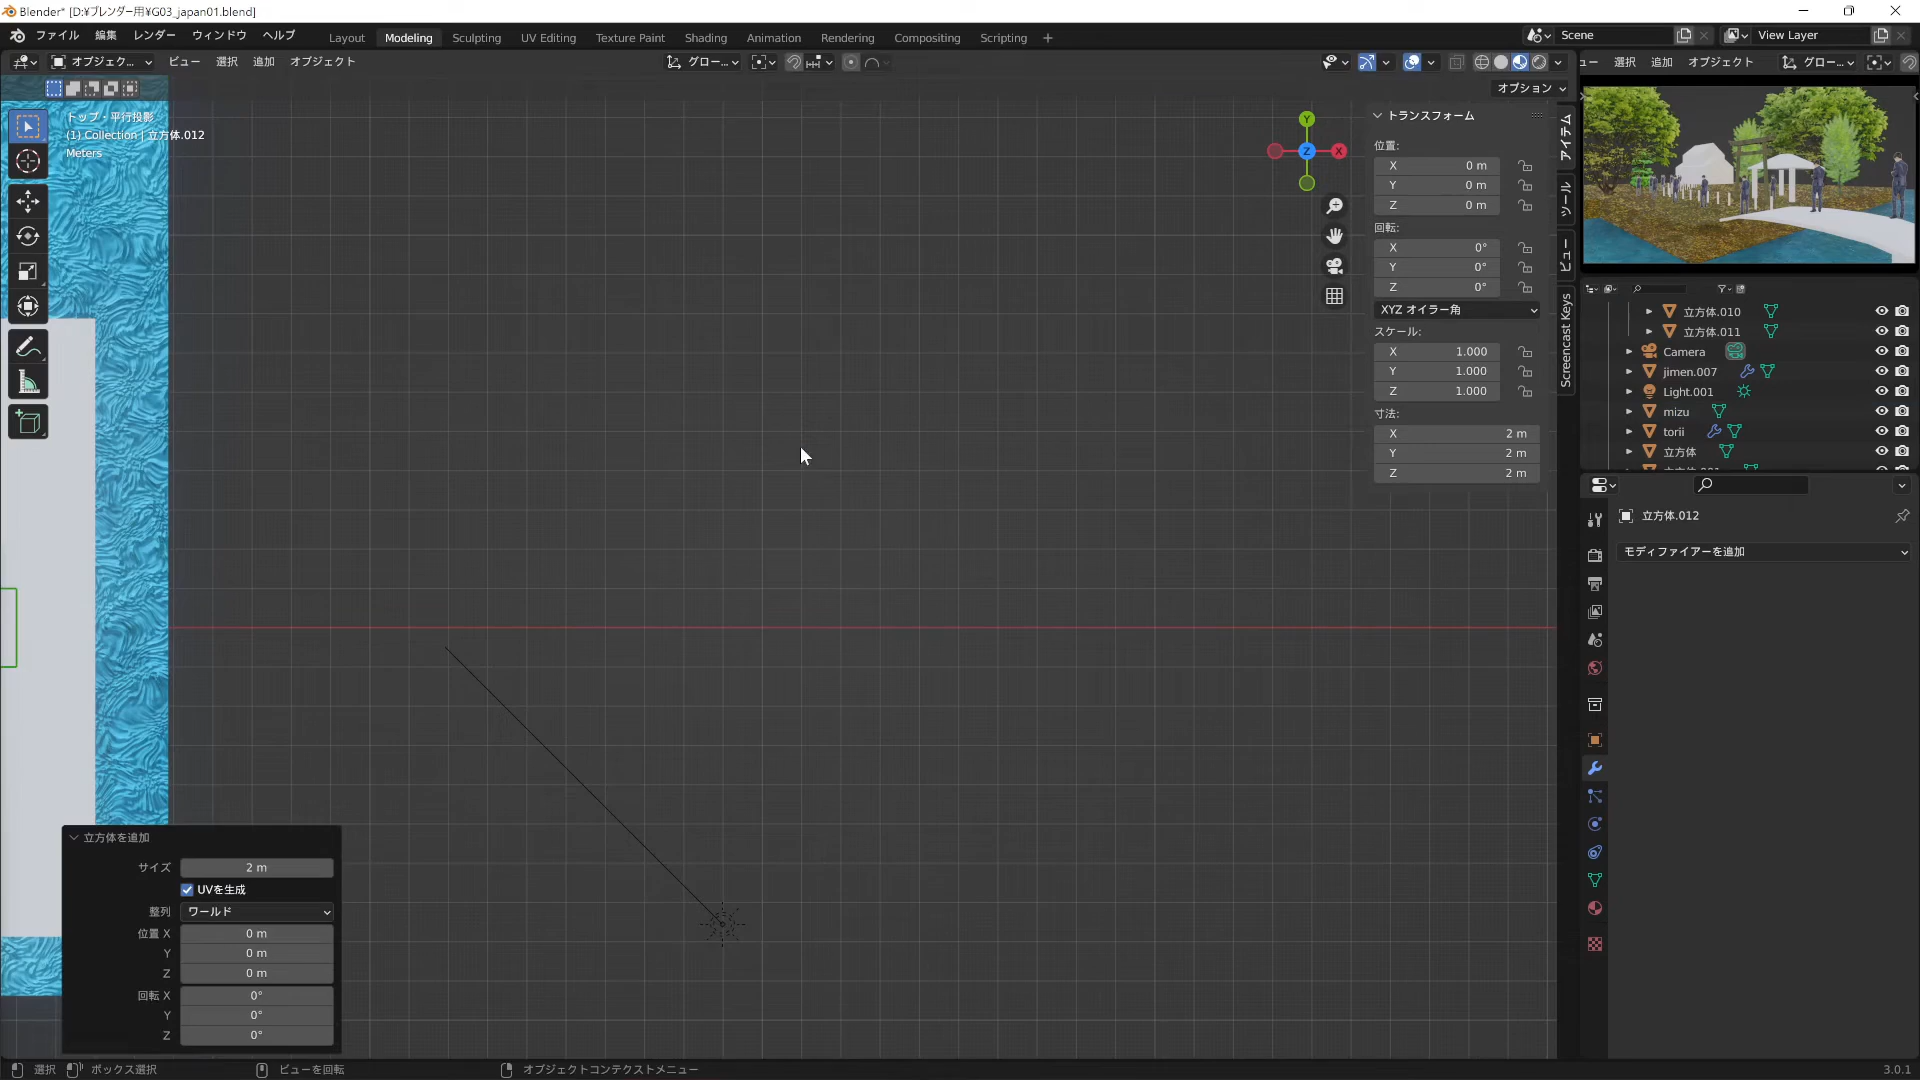 Blender* [D:¥ブレンダー用¥G03_japan01.blend]
ファイル 編集 レンダー ウィンドウ ヘルプ Layout Modeling Sculpting UV Editing Texture Paint Shading Animation Rendering Compositing Scripting + Scene View Layer
オブジェク... ビュー 選択 追加 オブジェクト グロー... ュー 選択 追加 オブジェクト グロー...
オプション
トップ・平行投影
(1) Collection | 立方体.012
Meters
Y
X
Z
トランスフォーム
位置:
X 0 m
Y 0 m
Z 0 m
回転:
X 0°
Y 0°
Z 0°
XYZ オイラー角
スケール:
X 1.000
Y 1.000
Z 1.000
寸法:
X 2 m
Y 2 m
Z 2 m
アイテム
ツール
ビュー
Screencast Keys
立方体.010
立方体.011
Camera
jimen.007
Light.001
mizu
torii
立方体
立方体.012
モディファイアーを追加
立方体を追加
サイズ 2 m
UVを生成
整列 ワールド
位置 X 0 m
Y 0 m
Z 0 m
回転 X 0°
Y 0°
Z 0°
選択 ボックス選択 ビューを回転 オブジェクトコンテクストメニュー 3.0.1